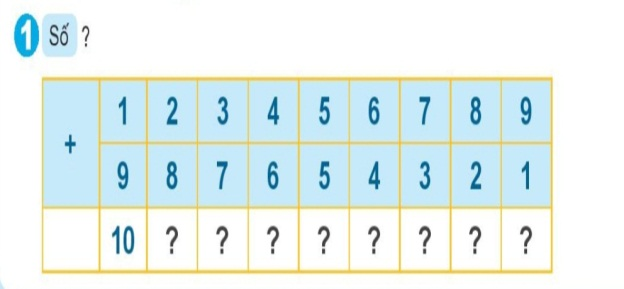 1 Số ?
1 2 3 4 5 6 7 8 9
+
9 8 7 6 5 4 3 2 1
10 ? ? ? ? ? ? ? ?